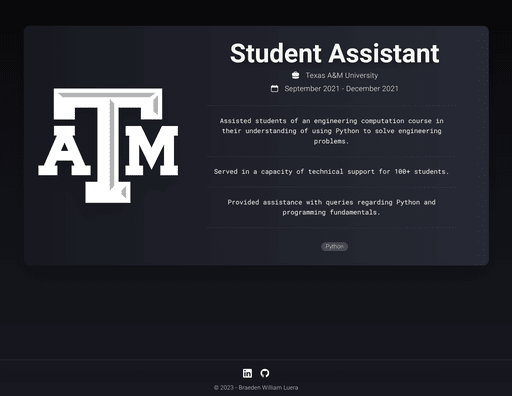 Student Assistant
Texas A&M University
September 2021 - December 2021
Assisted students of an engineering computation course in
their understanding of using Python to solve engineering
problems.
Served in a capacity of technical support for 100+ students.
Provided assistance with queries regarding Python and
programming fundamentals.
Python
ATM
© 2023 - Braeden William Luera